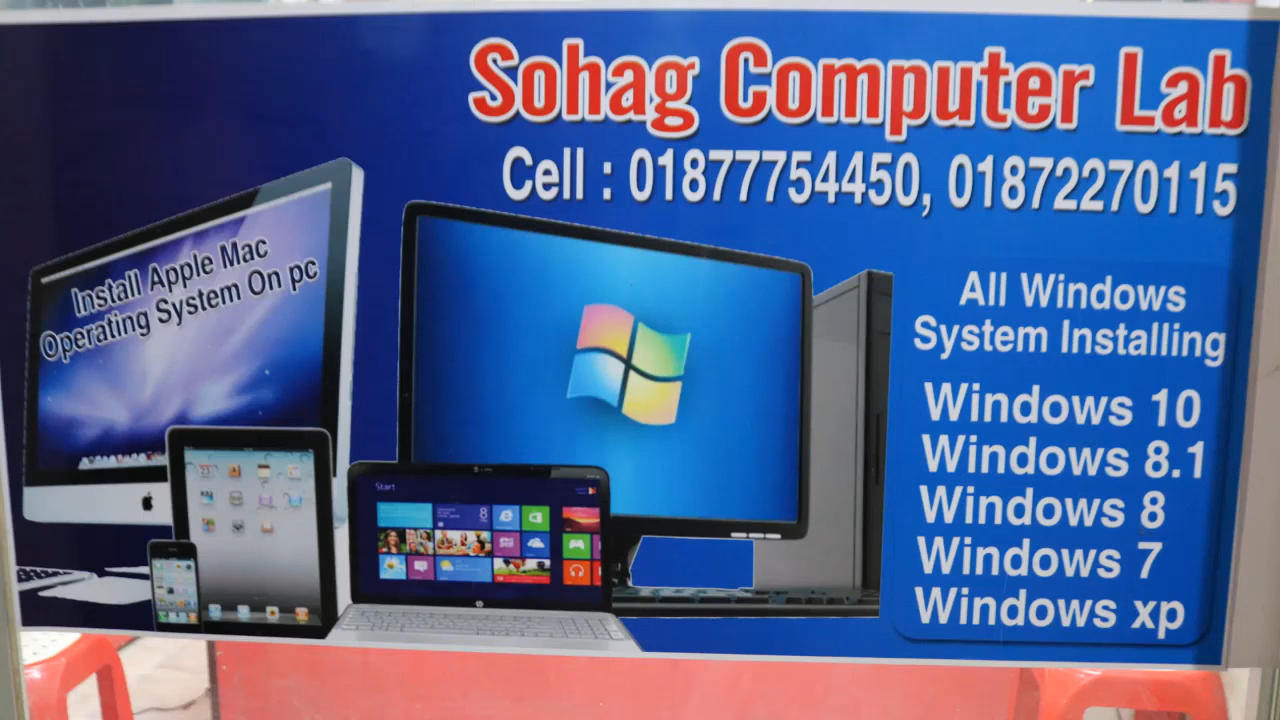 Sohag Computer Lab
Cell : 01877754450, 01872270115
Install Apple Mac
Operating System On pc
All Windows
System Installing
Windows 10
Windows 8.1
Windows 8
Windows 7
Windows xp
Start